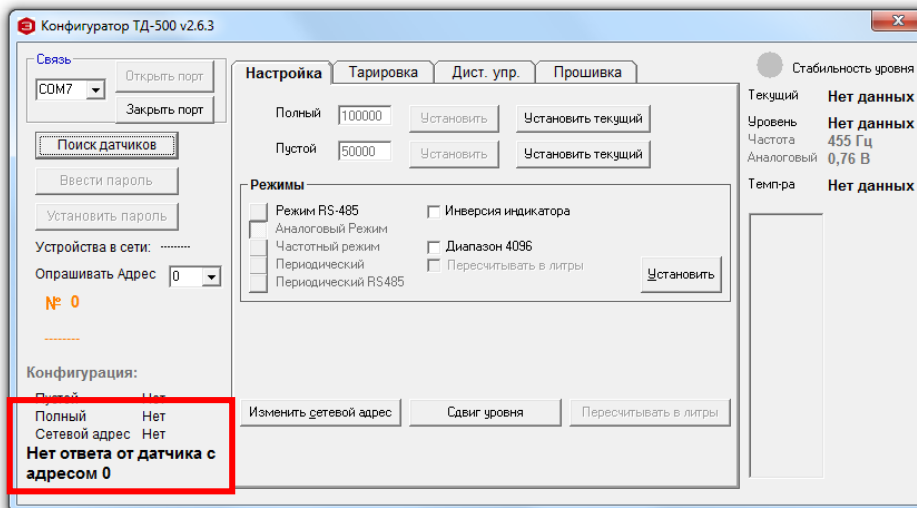 Конфигуратор ТД-500 v2.6.3
Связь
COM7
Открыть порт
Закрыть порт
Поиск датчиков
Ввести пароль
Установить пароль
Устройства в сети: --------
Опрашивать Адрес 0
№ 0
--------
Конфигурация:
Пустой Нет
Полный Нет
Сетевой адрес Нет
Нет ответа от датчика с
адресом 0
Настройка Тарировка Дист. упр. Прошивка
Полный 100000 Установить Установить текущий
Пустой 50000 Установить Установить текущий
Режимы
Режим RS-485
Аналоговый Режим
Частотный режим
Периодический
Периодический RS485
Инверсия индикатора
Диапазон 4096
Пересчитывать в литры
Установить
Изменить сетевой адрес Сдвиг уровня Пересчитывать в литры
Стабильность уровня
Текущий Нет данных
Уровень Нет данных
Частота 455 Гц
Аналоговый 0,76 В
Темп-ра Нет данных